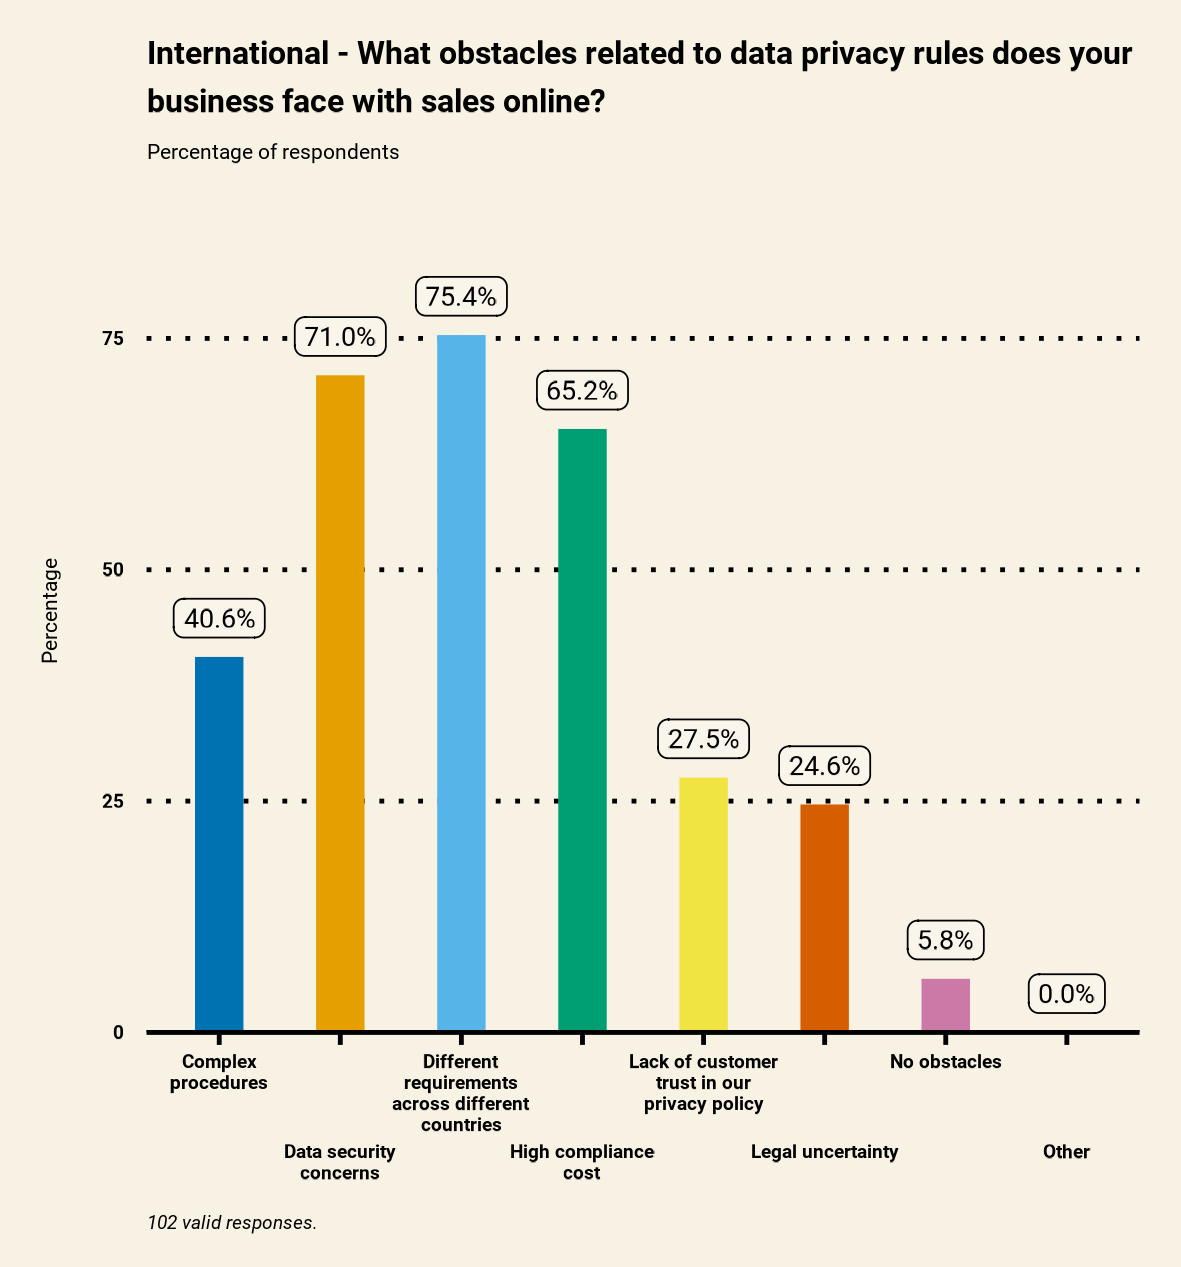 International - What obstacles related to data privacy rules does your
business face with sales online?
Percentage of respondents
75.4%
71.0%
75
65.2%
50
Percentage
40.6%
27.5%
24.6%
25
5.8%
0.0%
0
Complex
procedures
Different
requirements
across different
countries
Lack of customer
trust in our
privacy policy
No obstacles
Data security
concerns
High compliance
cost
Legal uncertainty
Other
102 valid responses.